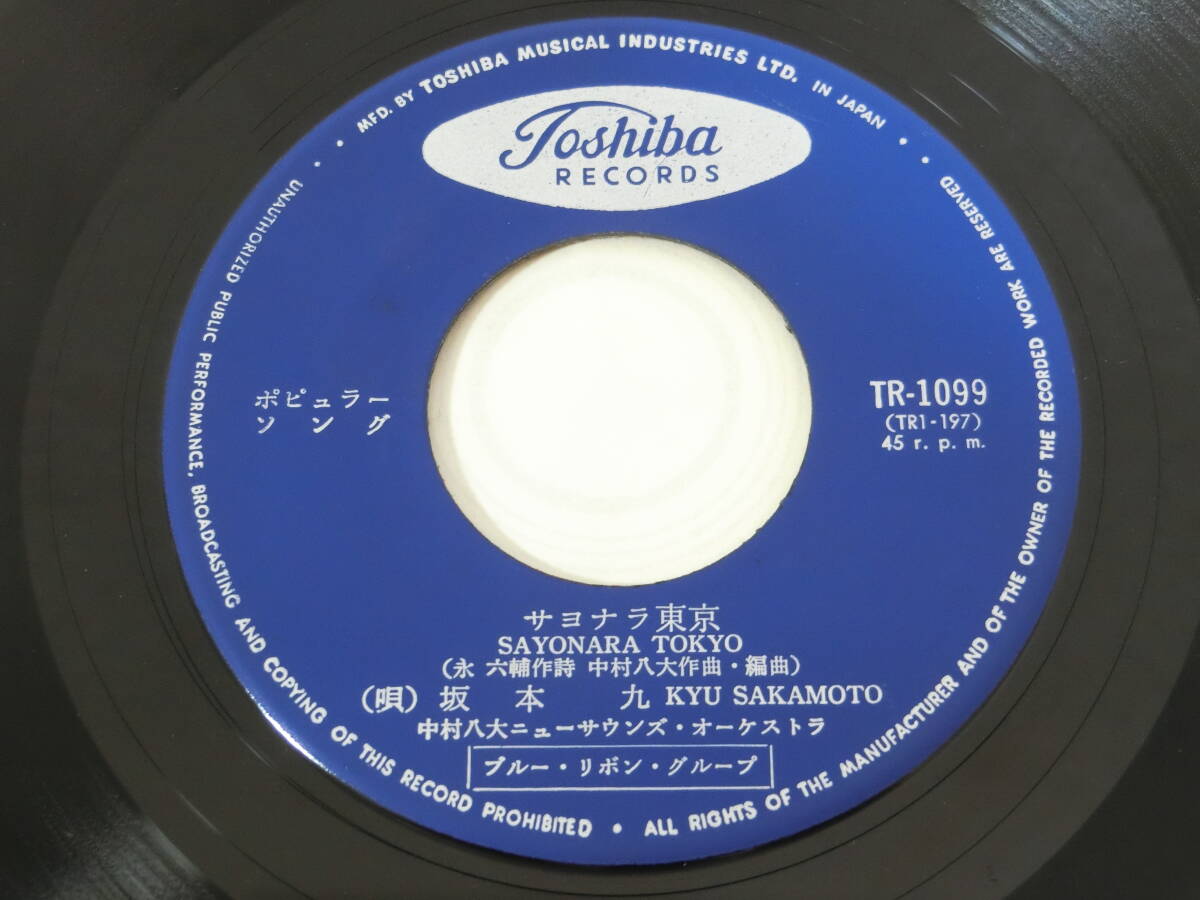 MFD. BY TOSHIBA MUSICAL INDUSTRIES LTD. IN JAPAN ·
Toshiba
RECORDS
ポピュラー
ソング
TR-1099
(TR1-197)
45 r. p. m.
サヨナラ東京
SAYONARA TOKYO
(永 六輔作詩 中村八大作曲・編曲)
(唄) 坂本 九 KYU SAKAMOTO
中村八大ニューサウンズ・オーケストラ
ブルー・リボン・グループ
· UNAUTHORIZED PUBLIC PERFORMANCE, BROADCASTING AND COPYING OF THIS RECORD PROHIBITED • ALL RIGHTS OF THE MANUFACTURER AND OF THE OWNER OF THE RECORDED WORK ARE RESERVED ·